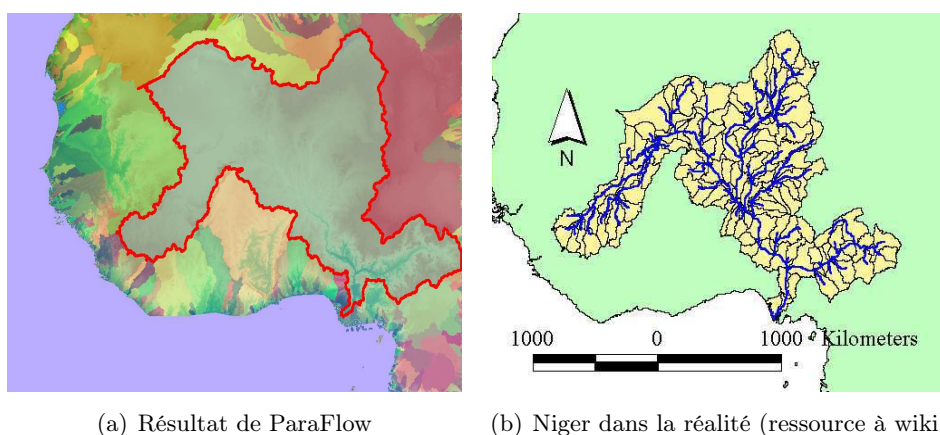 N
1000 0 1000 Kilometers
(a) Résultat de ParaFlow
(b) Niger dans la réalité (ressource à wiki